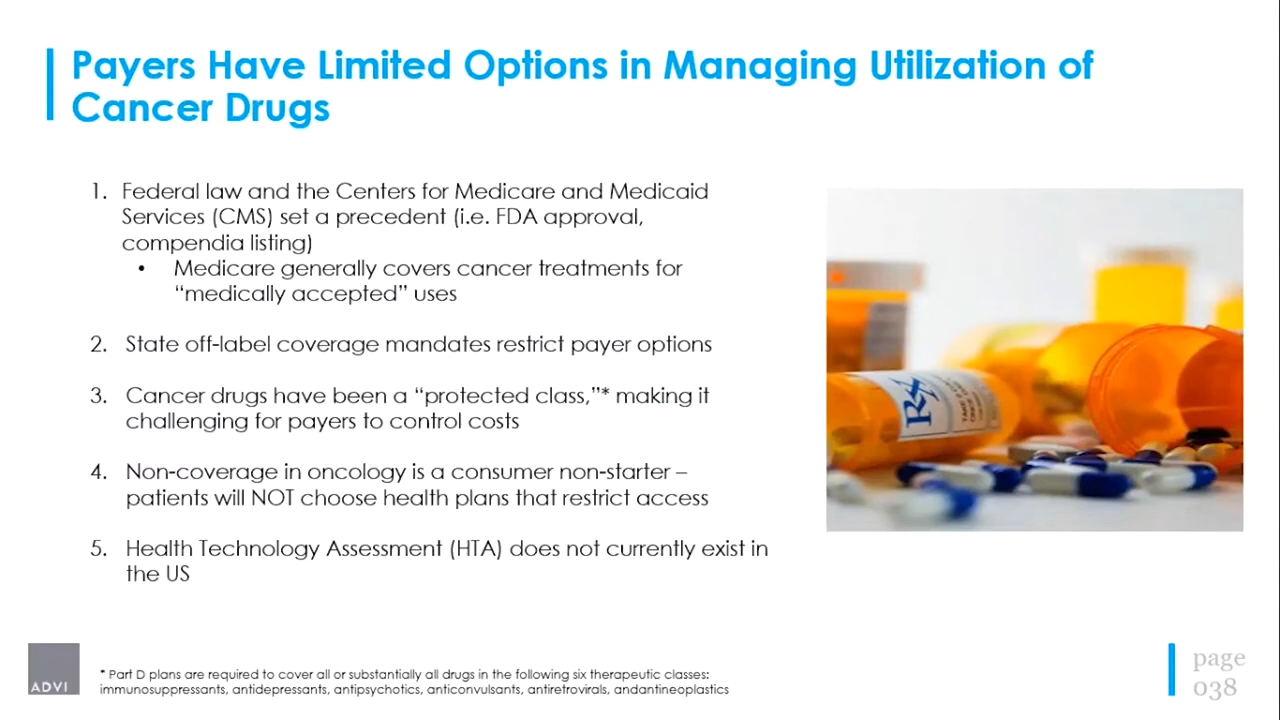 Payers Have Limited Options in Managing Utilization of
Cancer Drugs
1. Federal law and the Centers for Medicare and Medicaid
Services (CMS) set a precedent (i.e. FDA approval,
compendia listing)
• Medicare generally covers cancer treatments for
“medically accepted” uses
2. State off-label coverage mandates restrict payer options
3. Cancer drugs have been a “protected class,”* making it
challenging for payers to control costs
4. Non-coverage in oncology is a consumer non-starter –
patients will NOT choose health plans that restrict access
5. Health Technology Assessment (HTA) does not currently exist in
the US
Rx
ADVI
* Part D plans are required to cover all or substantially all drugs in the following six therapeutic classes:
immunosuppressants, antidepressants, antipsychotics, anticonvulsants, antiretrovirals, andantineoplastics
page
038